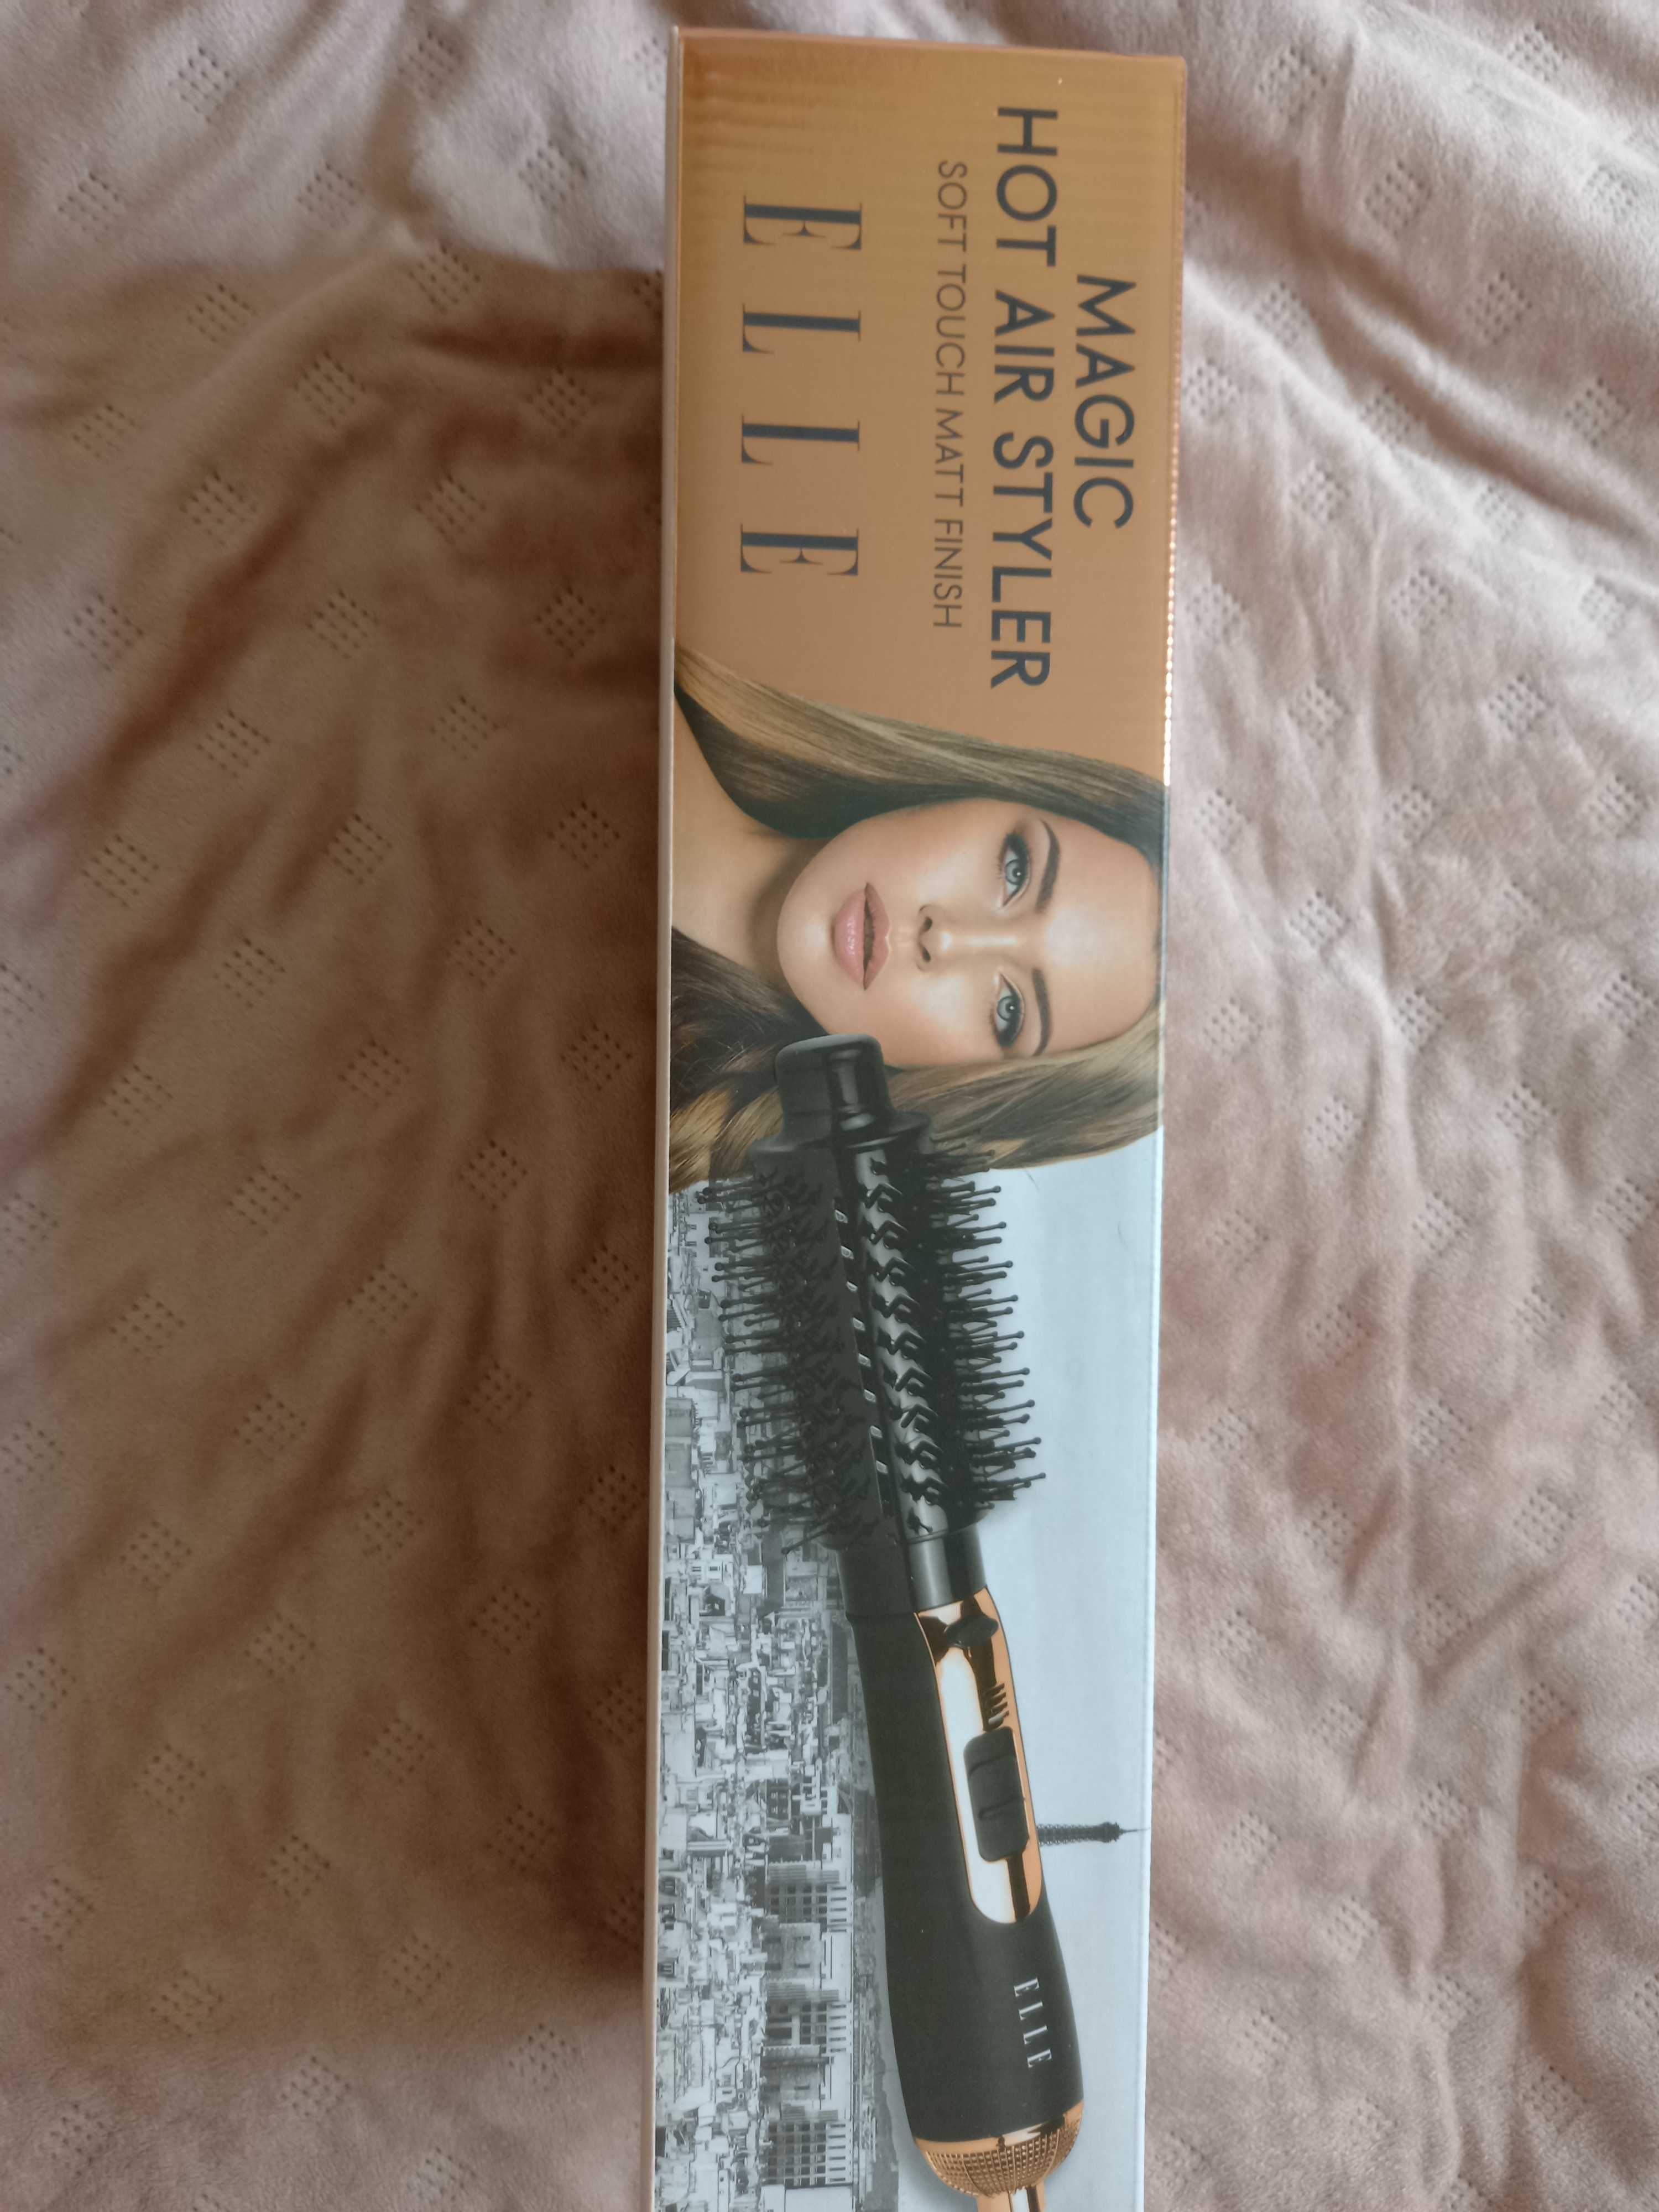 MAGIC
HOT AIR STYLER
SOFT TOUCH MATT FINISH
ELLE
ELLE